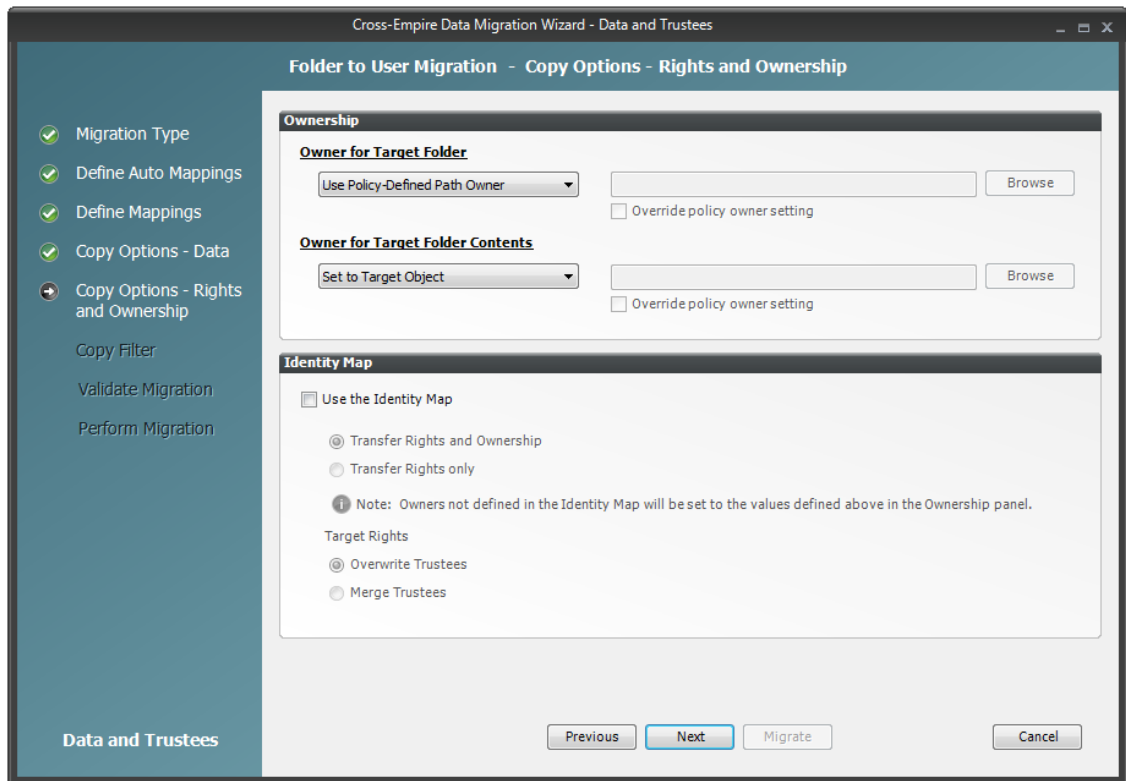 Cross-Empire Data Migration Wizard - Data and Trustees
Folder to User Migration - Copy Options - Rights and Ownership
Migration Type
Define Auto Mappings
Define Mappings
Copy Options - Data
Copy Options - Rights
and Ownership
Copy Filter
Validate Migration
Perform Migration
Data and Trustees
Ownership
Owner for Target Folder
Use Policy-Defined Path Owner
Browse
Override policy owner setting
Owner for Target Folder Contents
Set to Target Object
Browse
Override policy owner setting
Identity Map
Use the Identity Map
Transfer Rights and Ownership
Transfer Rights only
Note: Owners not defined in the Identity Map will be set to the values defined above in the Ownership panel.
Target Rights
Overwrite Trustees
Merge Trustees
Previous Next Migrate Cancel